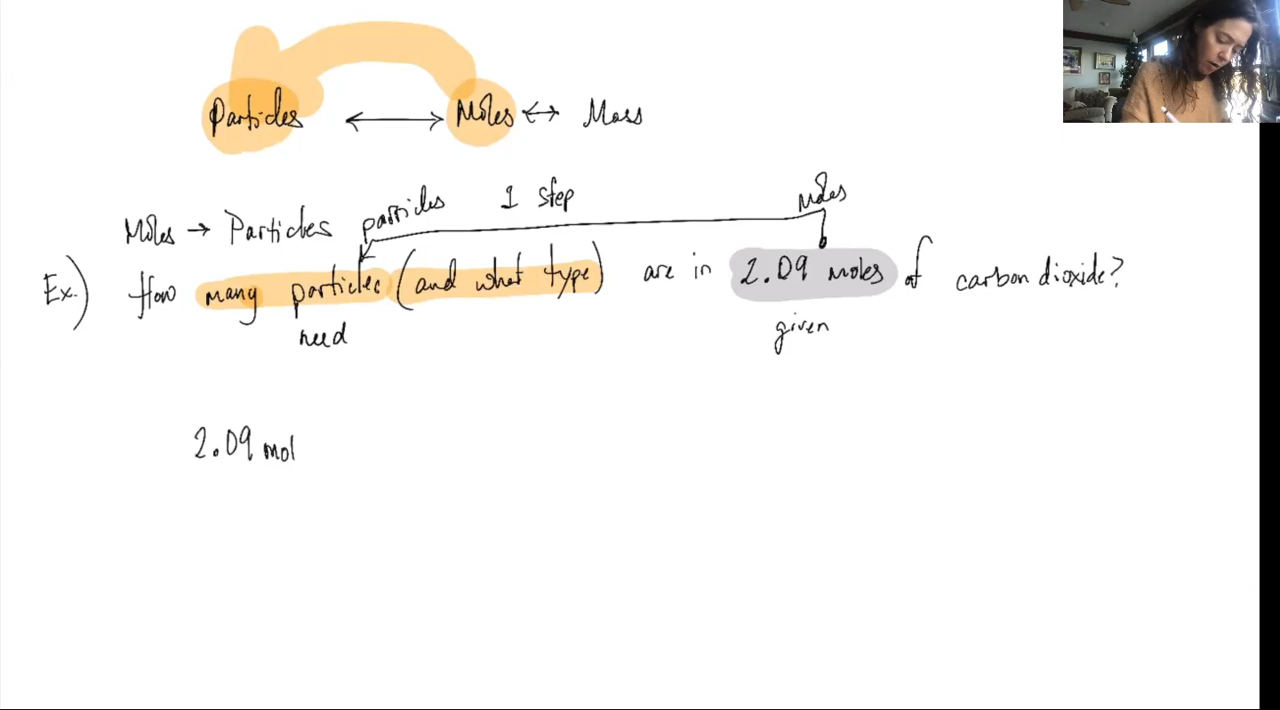 Particles ↔ Moles ↔ Mass
particles 1 step Moles
Moles → Particles
Ex.) How many particles (and what type) are in 2.09 moles of carbon dioxide?
need given
2.09 mol